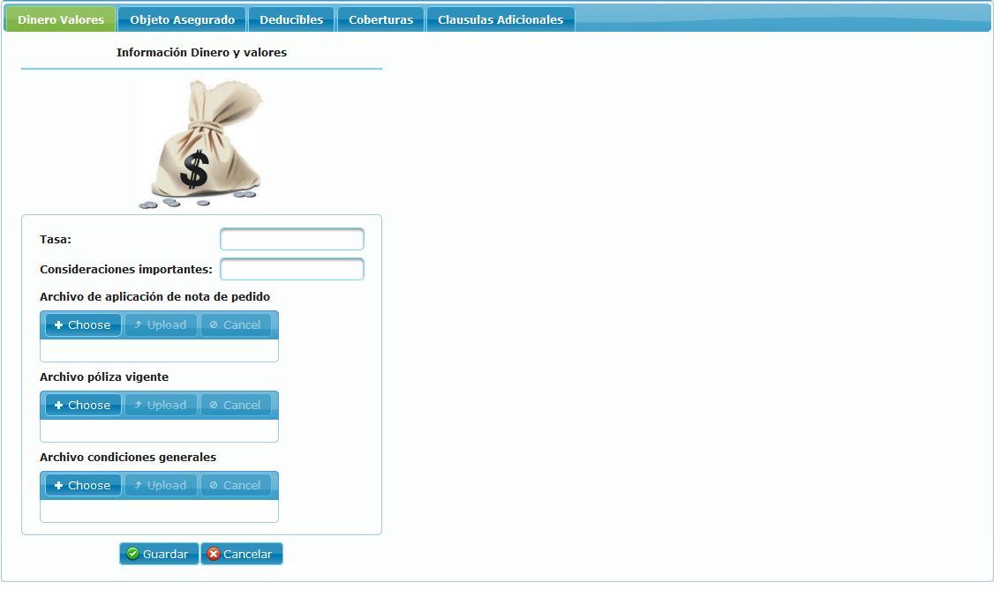 Dinero Valores Objeto Asegurado Deducibles Coberturas Clausulas Adicionales
Información Dinero y valores
$
Tasa:
Consideraciones importantes:
Archivo de aplicación de nota de pedido
Choose Upload Cancel
Archivo póliza vigente
Choose Upload Cancel
Archivo condiciones generales
Choose Upload Cancel
Guardar Cancelar